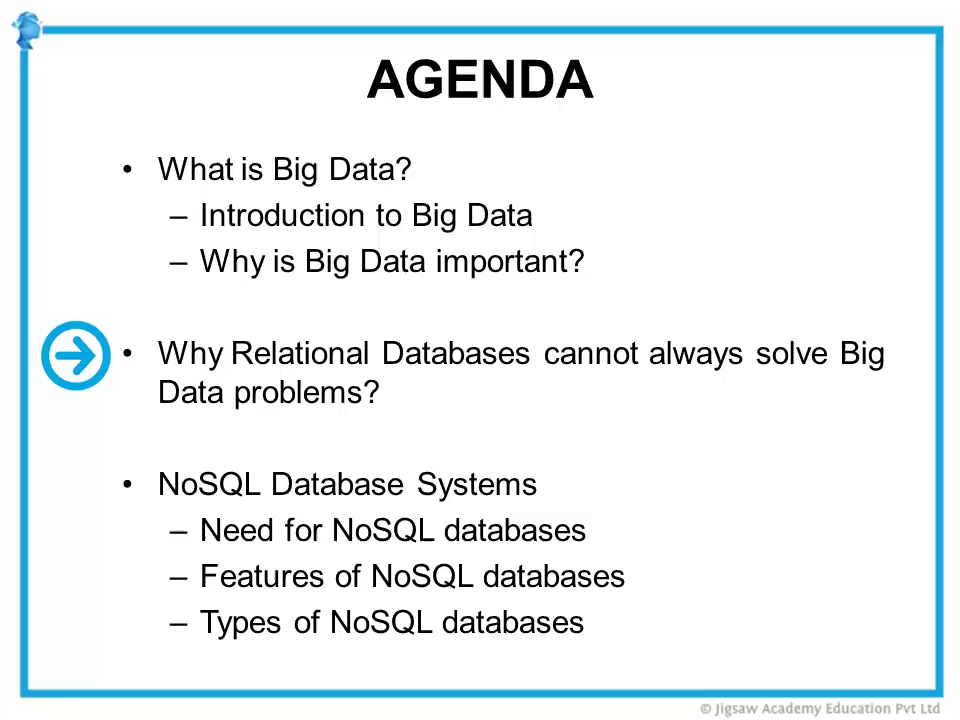 AGENDA
• What is Big Data?
– Introduction to Big Data
– Why is Big Data important?
• Why Relational Databases cannot always solve Big
Data problems?
• NoSQL Database Systems
– Need for NoSQL databases
– Features of NoSQL databases
– Types of NoSQL databases
© Jigsaw Academy Education Pvt Ltd